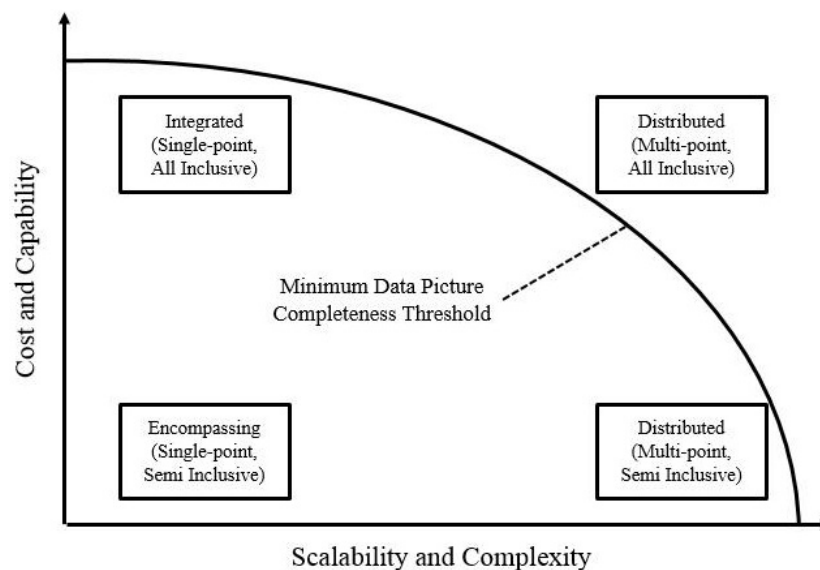 Integrated
(Single-point,
All Inclusive)
Distributed
(Multi-point,
All Inclusive)
Cost and Capability
Minimum Data Picture
Completeness Threshold
Encompassing
(Single-point,
Semi Inclusive)
Distributed
(Multi-point,
Semi Inclusive)
Scalability and Complexity